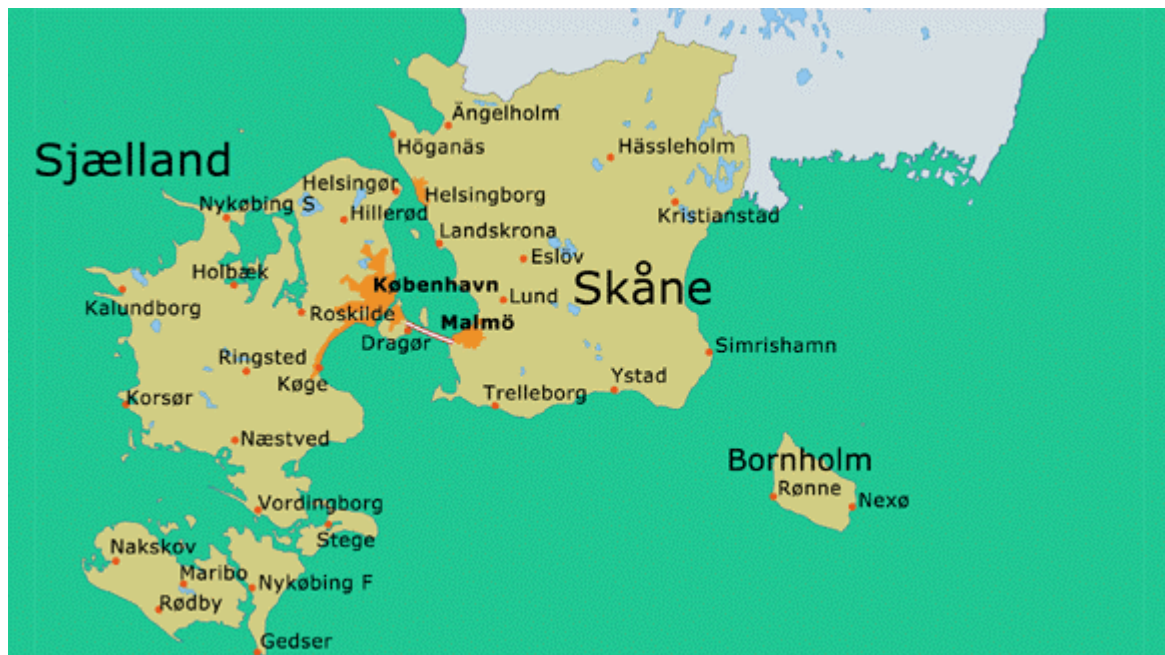 Ängelholm
Höganäs
Hässleholm
Sjælland
Helsingør
Helsingborg
Nykøbing S
Hillerød
Kristianstad
Landskrona
Eslöv
Holbæk
København
Skåne
Lund
Kalundborg
Roskilde
Malmö
Dragør
Simrishamn
Ringsted
Køge
Ystad
Korsør
Trelleborg
Næstved
Bornholm
Rønne
Nexø
Vordingborg
Stege
Nakskov
Maribo
Nykøbing F
Rødby
Gedser